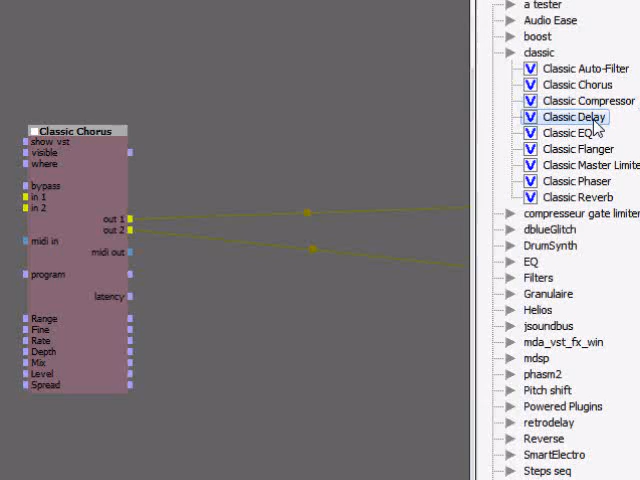 Classic Chorus
show vst
visible
where
bypass
in 1
in 2
out 1
out 2
midi in
midi out
program
latency
Range
Fine
Rate
Depth
Mix
Level
Spread
a tester
Audio Ease
boost
classic
Classic Auto-Filter
Classic Chorus
Classic Compressor
Classic Delay
Classic EQ
Classic Flanger
Classic Master Limite
Classic Phaser
Classic Reverb
compresseur gate limiter
dblueGlitch
DrumSynth
EQ
Filters
Granulaire
Helios
jsoundbus
mda_vst_fx_win
mdsp
phasm2
Pitch shift
Powered Plugins
retrodelay
Reverse
SmartElectro
Steps seq